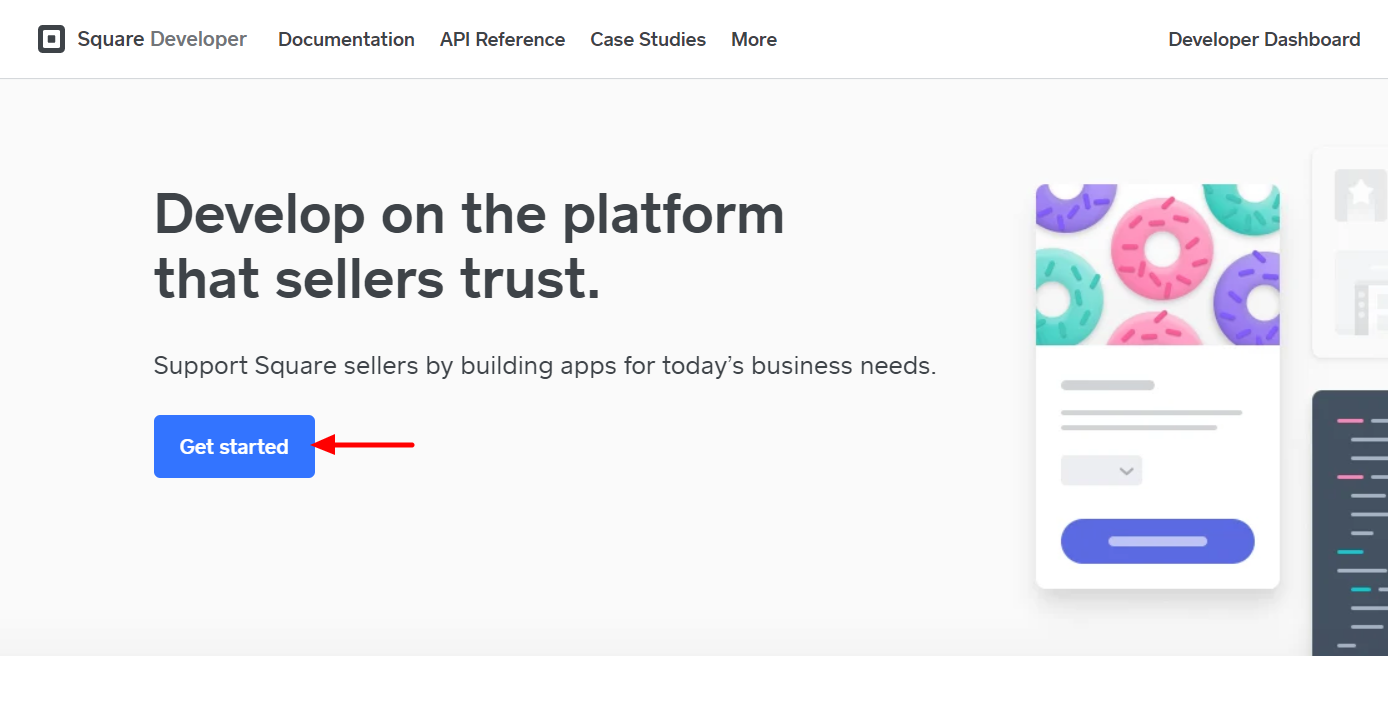 Square Developer Documentation API Reference Case Studies More Developer Dashboard
Develop on the platform
that sellers trust.
Support Square sellers by building apps for today’s business needs.
Get started